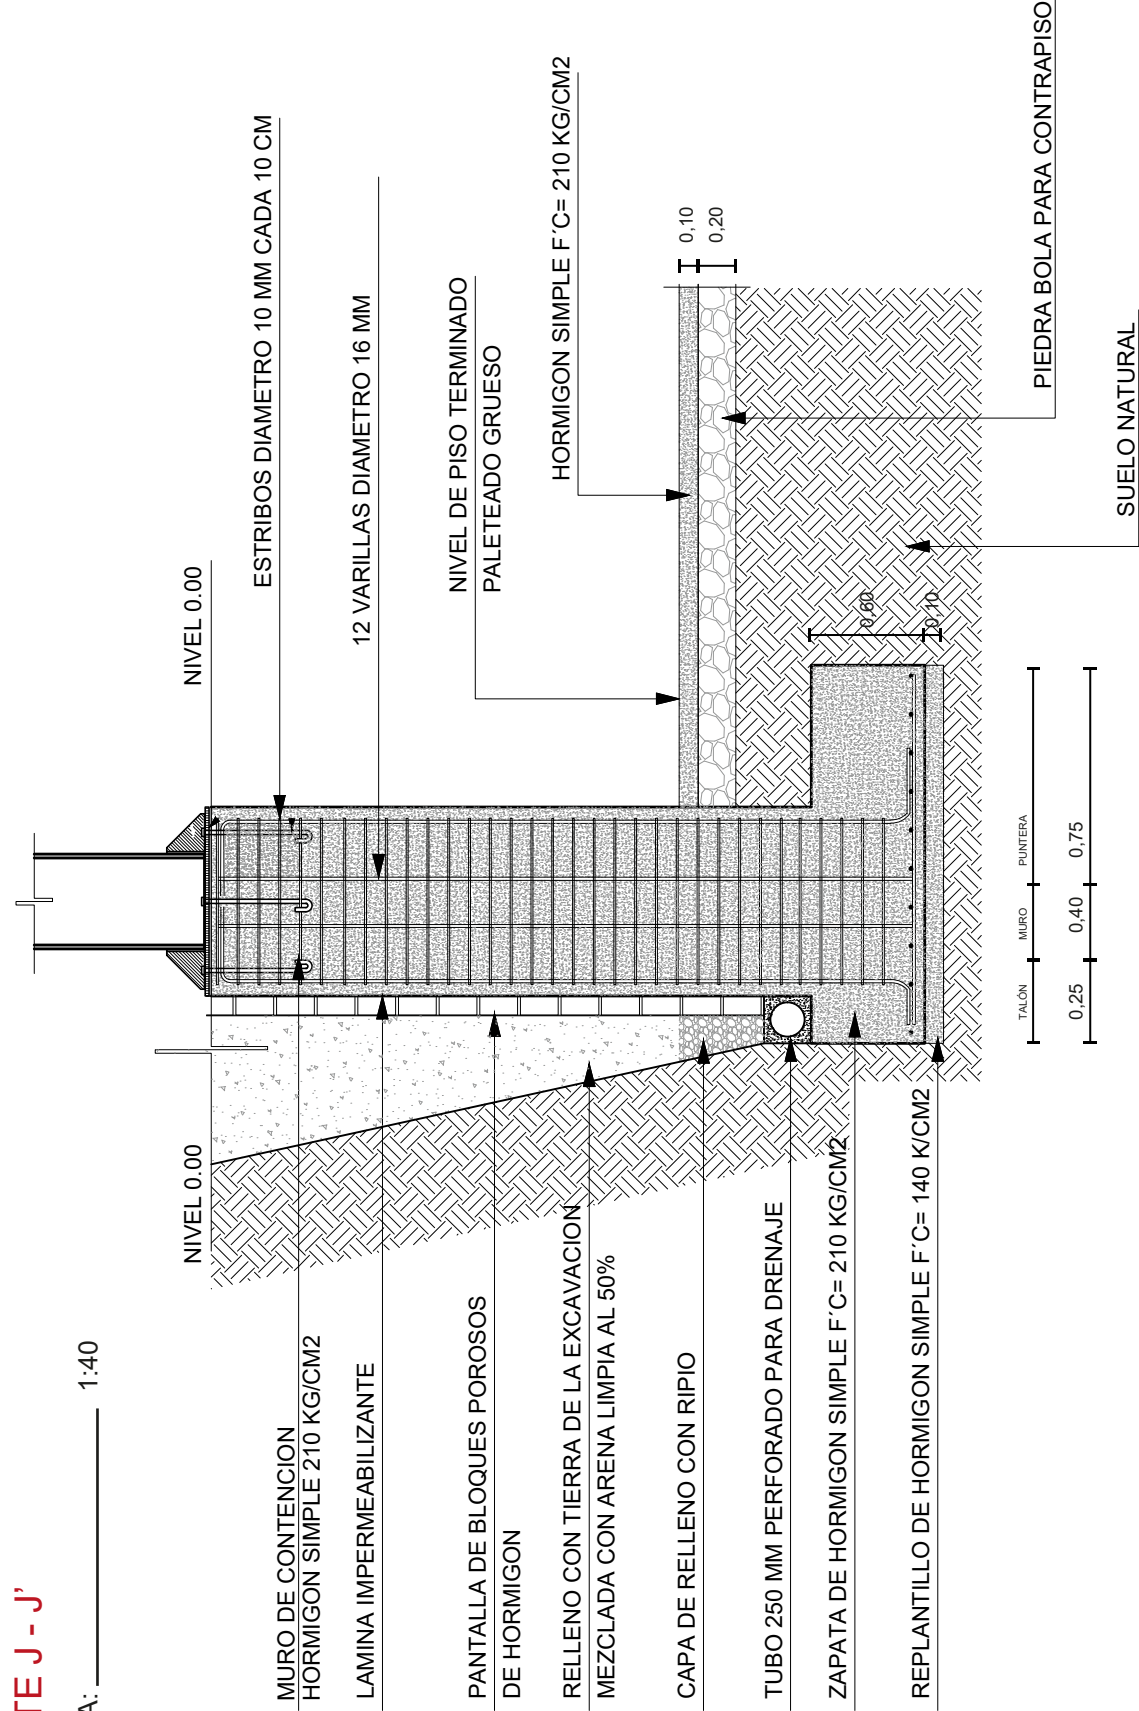 TE J - J'
A: 1:40
NIVEL 0.00
MURO DE CONTENCION
HORMIGON SIMPLE 210 KG/CM2
LAMINA IMPERMEABILIZANTE
PANTALLA DE BLOQUES POROSOS
DE HORMIGON
RELLENO CON TIERRA DE LA EXCAVACION
MEZCLADA CON ARENA LIMPIA AL 50%
CAPA DE RELLENO CON RIPIO
TUBO 250 MM PERFORADO PARA DRENAJE
ZAPATA DE HORMIGON SIMPLE F´C= 210 KG/CM2
REPLANTILLO DE HORMIGON SIMPLE F´C= 140 K/CM2
NIVEL 0.00
ESTRIBOS DIAMETRO 10 MM CADA 10 CM
12 VARILLAS DIAMETRO 16 MM
NIVEL DE PISO TERMINADO
PALETEADO GRUESO
HORMIGON SIMPLE F´C= 210 KG/CM2
0,10
0,20
0,60
0,10
TALÓN MURO PUNTERA
0,25 0,40 0,75
PIEDRA BOLA PARA CONTRAPISO
SUELO NATURAL